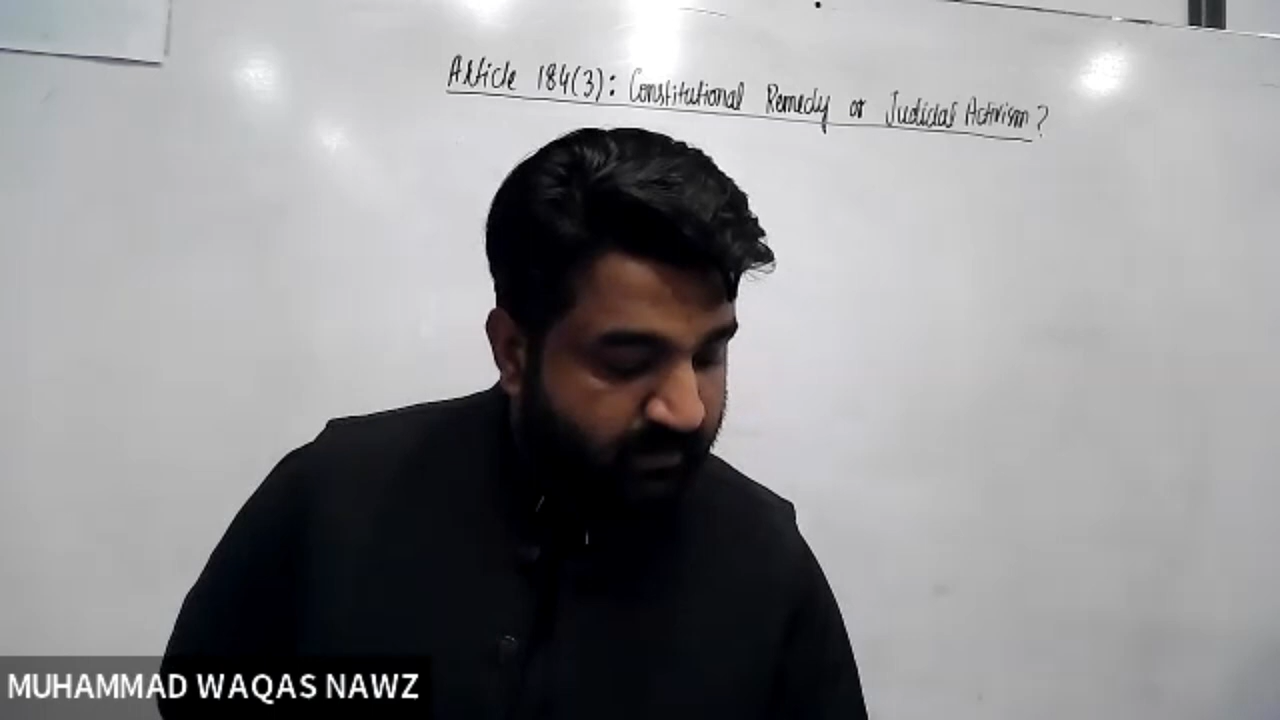 Article 184(3): Constitutional Remedy or Judicial Activism?
MUHAMMAD WAQAS NAWZ